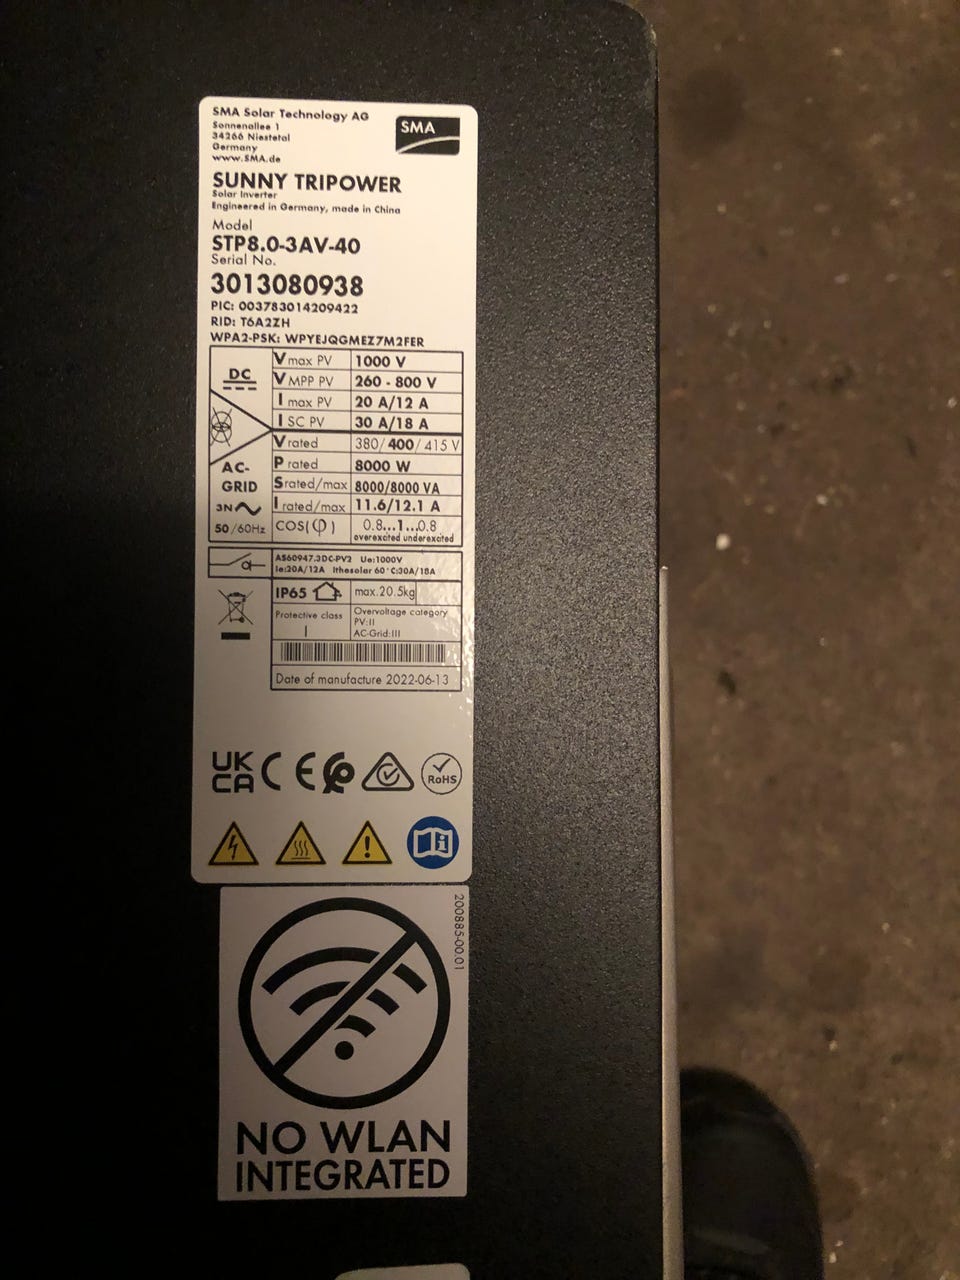 SMA Solar Technology AG
Sonnenallee 1
34266 Niestetal
Germany
www.SMA.de
SMA
SUNNY TRIPOWER
Solar Inverter
Engineered in Germany, made in China
Model
STP8.0-3AV-40
Serial No.
3013080938
PIC: 003783014209422
RID: T6A2ZH
WPA2-PSK: WPYEJQGMEZ7M2FER
DC
V max PV 1000 V
V MPP PV 260 - 800 V
I max PV 20 A/12 A
I SC PV 30 A/18 A
AC-
GRID
3N
50/60Hz
V rated 380/400/415 V
P rated 8000 W
S rated/max 8000/8000 VA
I rated/max 11.6/12.1 A
COS(φ) 0.8...1...0.8
overexcited underexcited
AS60947.3DC-PV2 Ue:1000V
Ie:20A/12A Ithesolar 60°C:30A/18A
IP65 max.20.5kg
Protective class
I
Overvoltage category
PV:II
AC-Grid:III
Date of manufacture 2022-06-13
UK
CA CE RoHS
200885-00.01
NO WLAN
INTEGRATED